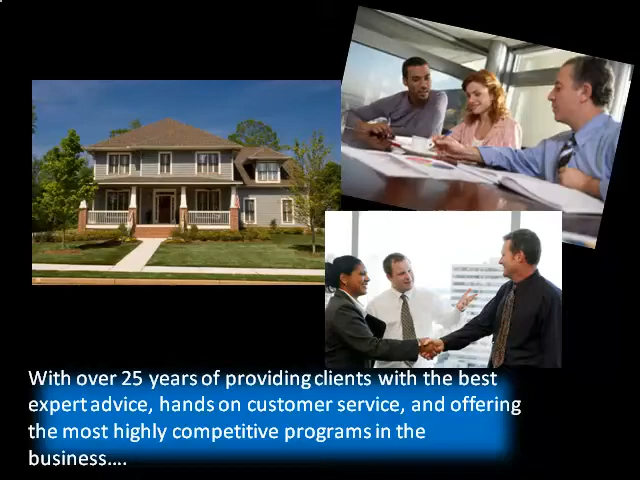 With over 25 years of providing clients with the best
expert advice, hands on customer service, and offering
the most highly competitive programs in the
business....